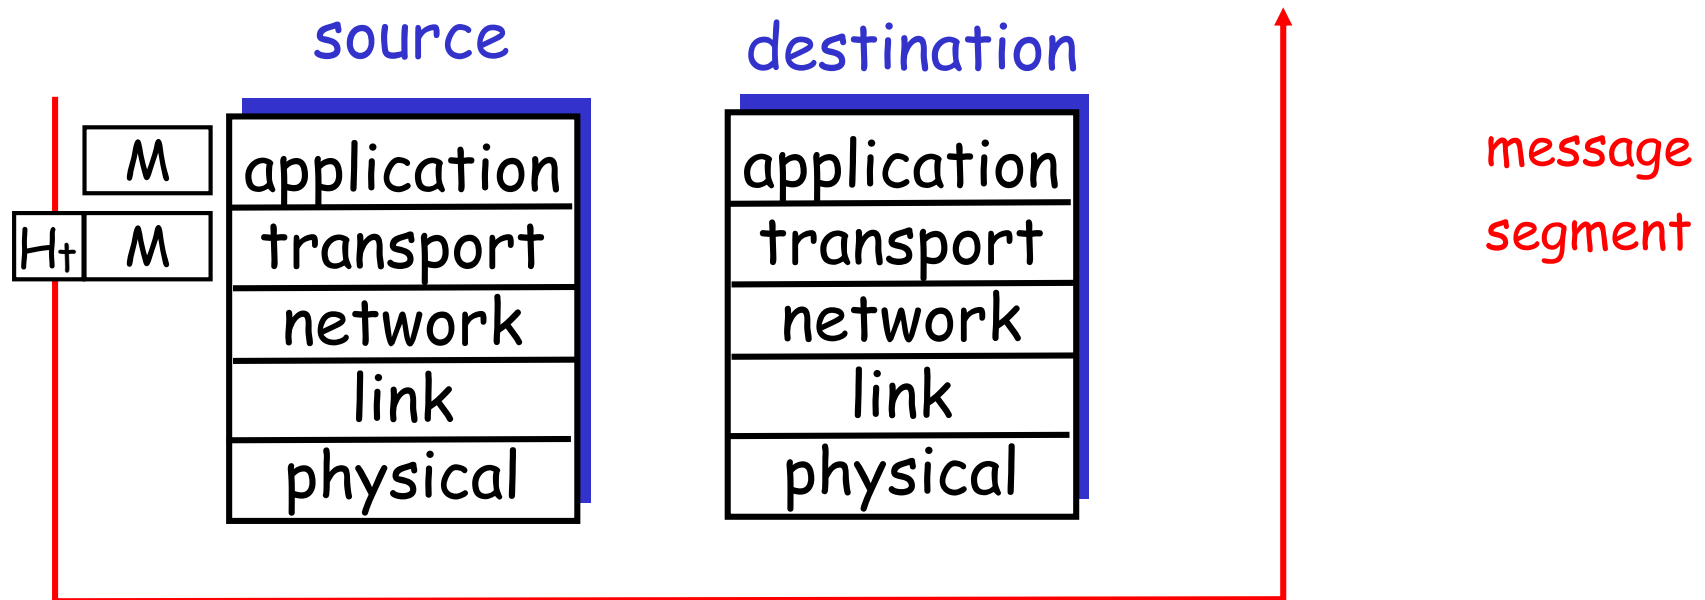 source
destination
M
application
application
message
Ht
M
transport
transport
segment
network
network
link
link
physical
physical